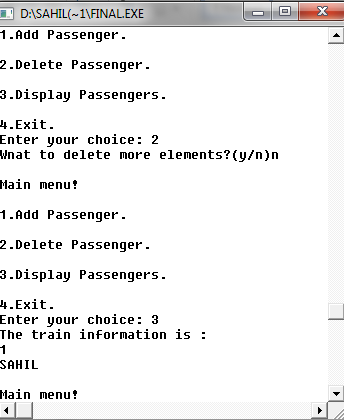 D:\SAHIL(~1\FINAL.EXE
1.Add Passenger.
2.Delete Passenger.
3.Display Passengers.
4.Exit.
Enter your choice: 2
Wnat to delete more elements?(y/n)n
Main menu!
1.Add Passenger.
2.Delete Passenger.
3.Display Passengers.
4.Exit.
Enter your choice: 3
The train information is :
1
SAHIL
Main menu!